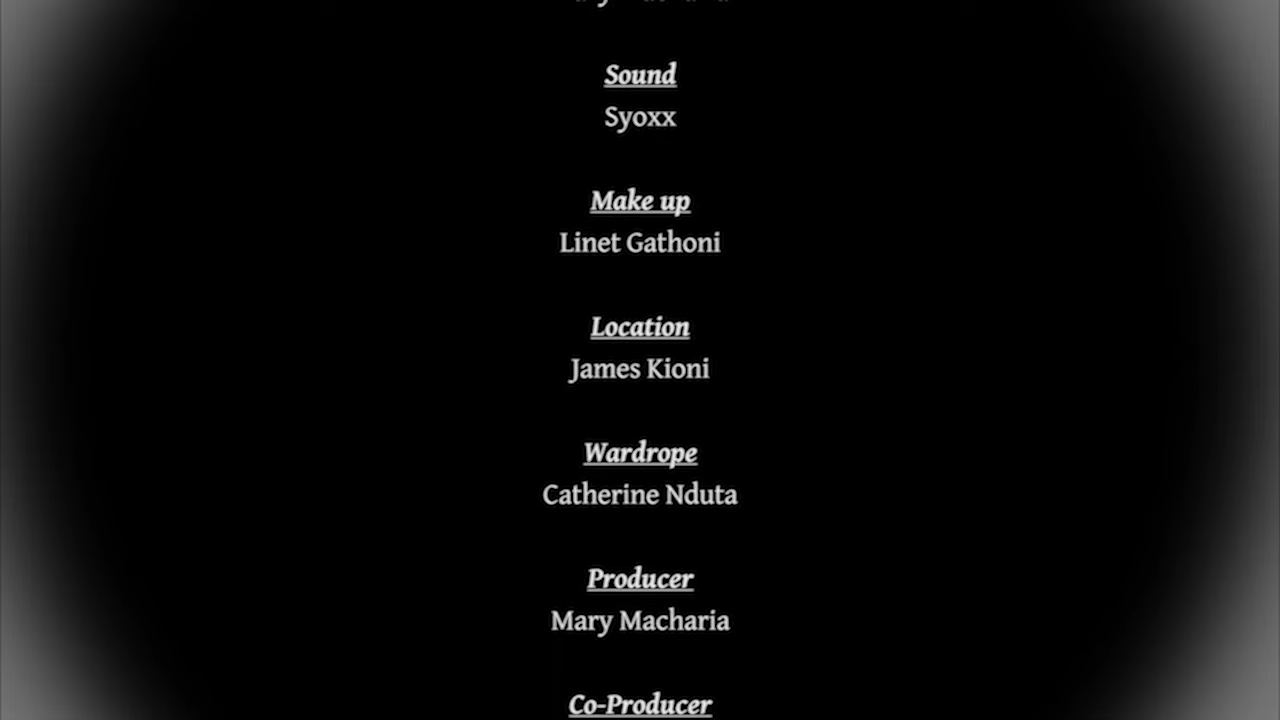 Sound
Syoxx
Make up
Linet Gathoni
Location
James Kioni
Wardrope
Catherine Nduta
Producer
Mary Macharia
Co-Producer